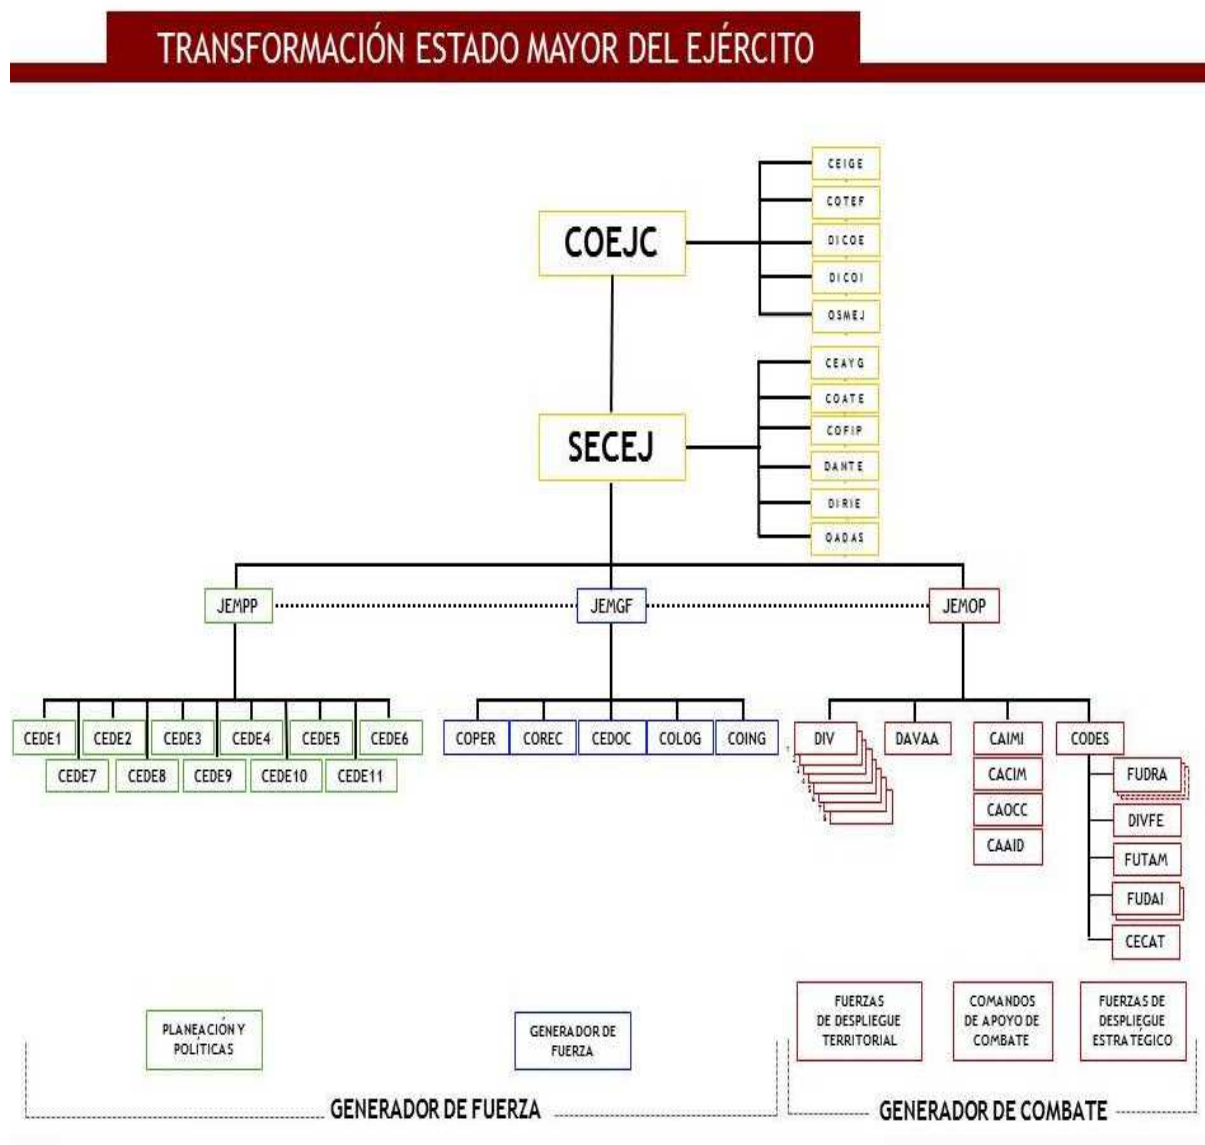 TRANSFORMACIÓN ESTADO MAYOR DEL EJÉRCITO
COEJC
CEIGE
COTEF
DICOE
DICOI
OSMEJ
SECEJ
CEAYG
COATE
COFIP
DANTE
DIRIE
OADAS
JEMPP
JEMGF
JEMOP
CEDE1
CEDE2
CEDE3
CEDE4
CEDE5
CEDE6
CEDE7
CEDE8
CEDE9
CEDE10
CEDE11
COPER
COREC
CEDOC
COLOG
COING
DIV
DAVAA
CAIMI
CACIM
CAOCC
CAAID
CODES
FUDRA
DIVFE
FUTAM
FUDAI
CECAT
PLANEACIÓN Y
POLÍTICAS
GENERADOR DE
FUERZA
FUERZAS
DE DESPLIEGUE
TERRITORIAL
COMANDOS
DE APOYO DE
COMBATE
FUERZAS DE
DESPLIEGUE
ESTRATÉGICO
GENERADOR DE FUERZA
GENERADOR DE COMBATE